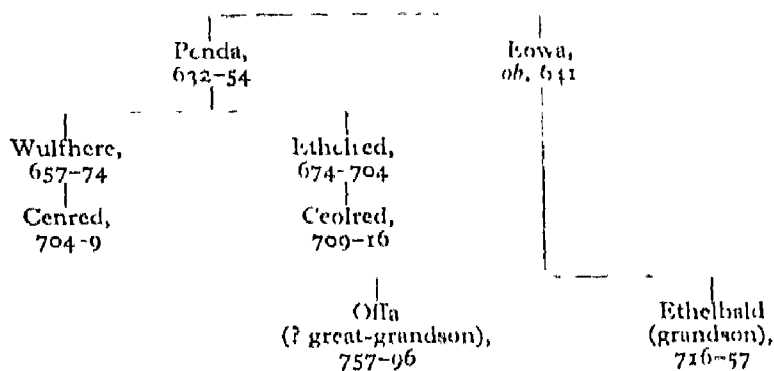 Penda,
632-54
Eowa,
ob. 641
Wulfhere,
657-74
Ethelred,
674-704
Cenred,
704-9
Ceolred,
709-16
Offa
(? great-grandson),
757-96
Ethelbald
(grandson),
716-57